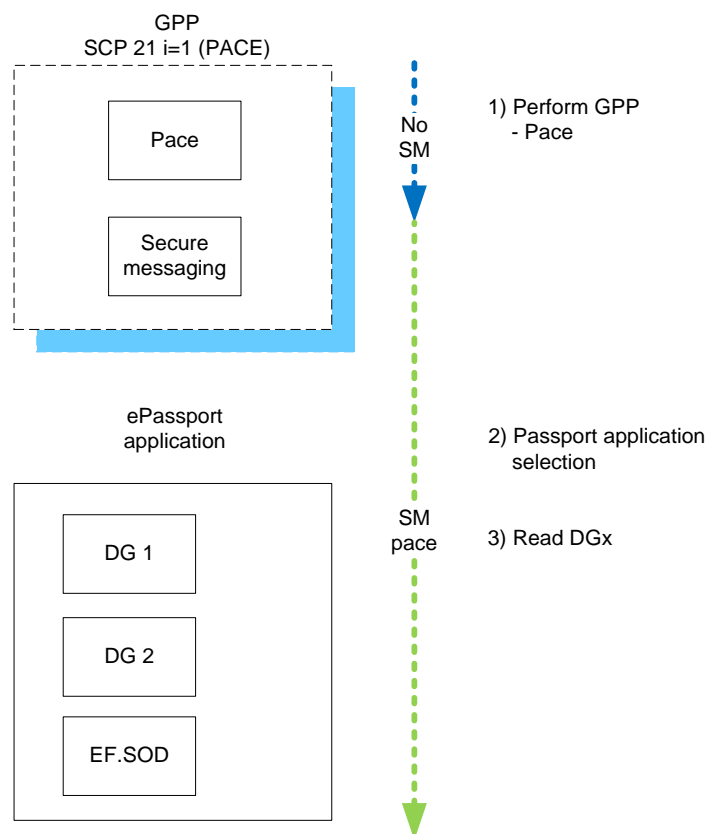 GPP
SCP 21 i=1 (PACE)
Pace
Secure
messaging
No
SM
1) Perform GPP
- Pace
ePassport
application
2) Passport application
selection
DG 1
DG 2
EF.SOD
SM
pace
3) Read DGx